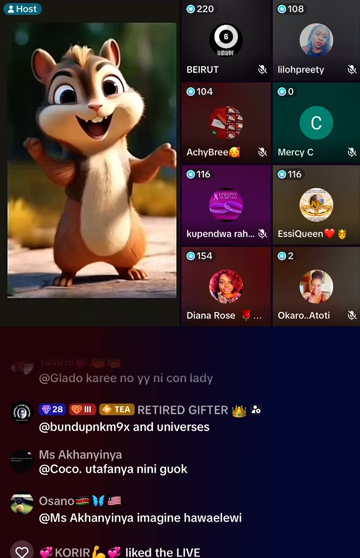 Host
220
108
BEIRUT
lilohpreety
104
0
C
AchyBree🥰
Mercy C
116
116
kupendwa rah...
EssiQueen❤️
154
2
Diana Rose 🌹...
Okaro..Atoti
@Glado karee no yy ni con lady
28 III TEA RETIRED GIFTER 👑
@bundupnkm9x and universes
Ms Akhanyinya
@Coco. utafanya nini guok
Osano🇰🇪🦋🇺🇸
@Ms Akhanyinya imagine hawaelewi
💞KORIR💪💞 liked the LIVE